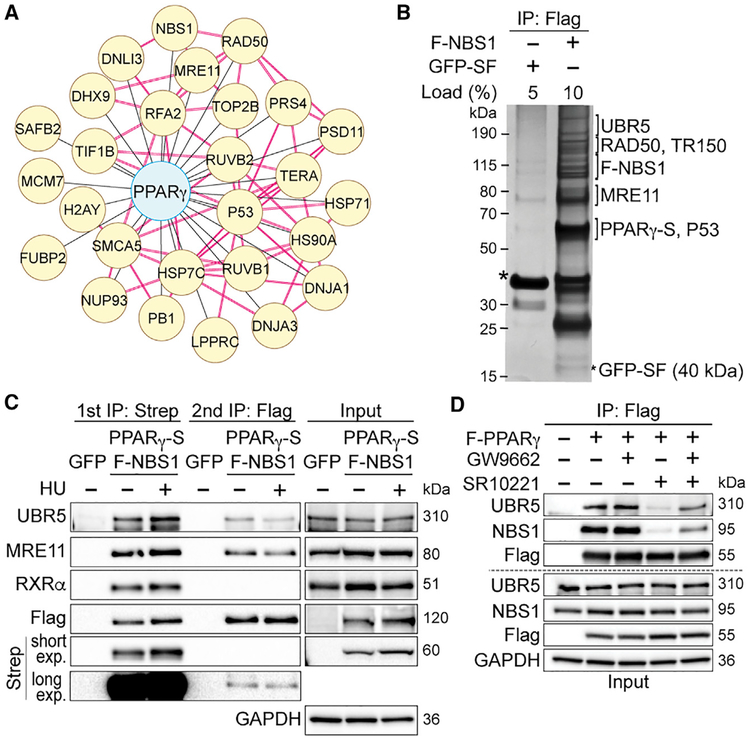 A
NBS1
RAD50
DNLI3
MRE11
DHX9
RFA2
TOP2B
PRS4
SAFB2
PSD11
TIF1B
RUVB2
TERA
MCM7
PPARγ
HSP71
H2AY
P53
SMCA5
HS90A
FUBP2
HSP7C
RUVB1
DNJA1
NUP93
PB1
DNJA3
LPPRC
B
IP: Flag
F-NBS1 − +
GFP-SF + −
Load (%) 5 10
kDa
190
115
80
70
50
*
30
25
15
UBR5
RAD50, TR150
F-NBS1
MRE11
PPARγ-S, P53
*GFP-SF (40 kDa)
C
1st IP: Strep 2nd IP: Flag Input
PPARγ-S PPARγ-S PPARγ-S
GFP F-NBS1 GFP F-NBS1 GFP F-NBS1
HU − − + − − + − − + kDa
UBR5 310
MRE11 80
RXRα 51
Flag 120
Strep
short exp. 60
long exp.
GAPDH 36
D
IP: Flag
F-PPARγ − + + + +
GW9662 − − + − +
SR10221 − − − + + kDa
UBR5 310
NBS1 95
Flag 55
UBR5 310
NBS1 95
Flag 55
GAPDH 36
Input